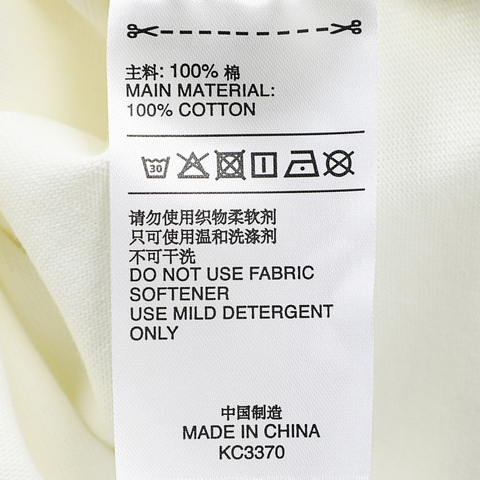 主料: 100% 棉
MAIN MATERIAL:
100% COTTON
30
请勿使用织物柔软剂
只可使用温和洗涤剂
不可干洗
DO NOT USE FABRIC
SOFTENER
USE MILD DETERGENT
ONLY
中国制造
MADE IN CHINA
KC3370